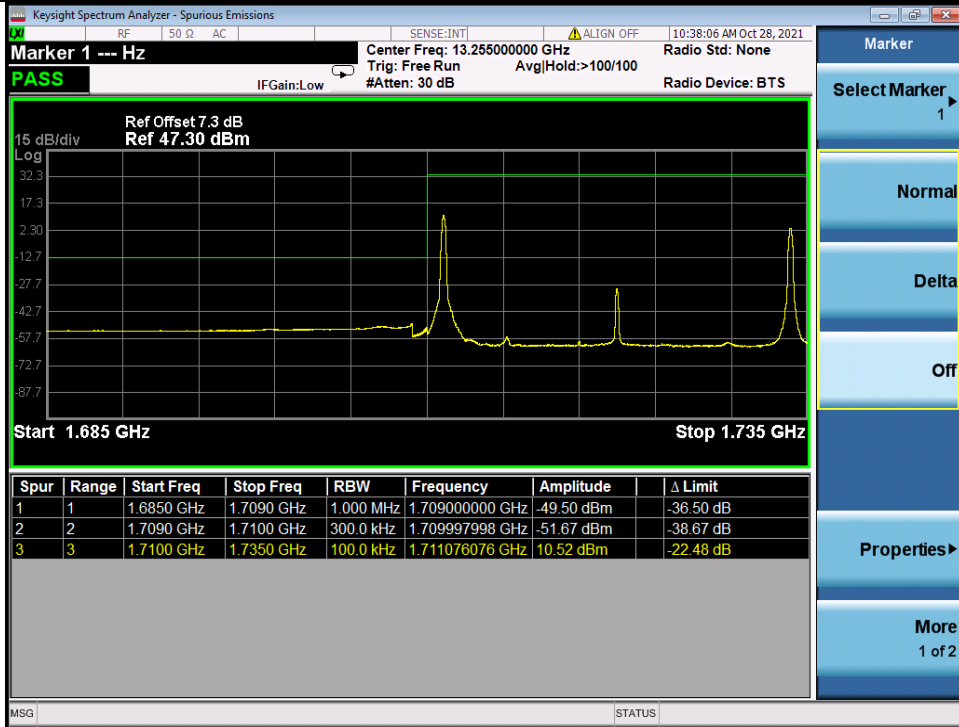 Keysight Spectrum Analyzer - Spurious Emissions
LXI RF 50 Ω AC SENSE:INT ALIGN OFF 10:38:06 AM Oct 28, 2021
Marker 1 --- Hz
Center Freq: 13.255000000 GHz
Radio Std: None
Trig: Free Run Avg|Hold:>100/100
PASS
IFGain:Low
#Atten: 30 dB
Radio Device: BTS
Ref Offset 7.3 dB
15 dB/div Ref 47.30 dBm
Log
32.3
17.3
2.30
-12.7
-27.7
-42.7
-57.7
-72.7
-87.7
Start 1.685 GHz Stop 1.735 GHz
Spur Range Start Freq Stop Freq RBW Frequency Amplitude Δ Limit
1 1 1.6850 GHz 1.7090 GHz 1.000 MHz 1.709000000 GHz -49.50 dBm -36.50 dB
2 2 1.7090 GHz 1.7100 GHz 300.0 kHz 1.709997998 GHz -51.67 dBm -38.67 dB
3 3 1.7100 GHz 1.7350 GHz 100.0 kHz 1.711076076 GHz 10.52 dBm -22.48 dB
MSG STATUS
Marker
Select Marker
1
Normal
Delta
Off
Properties
More
1 of 2